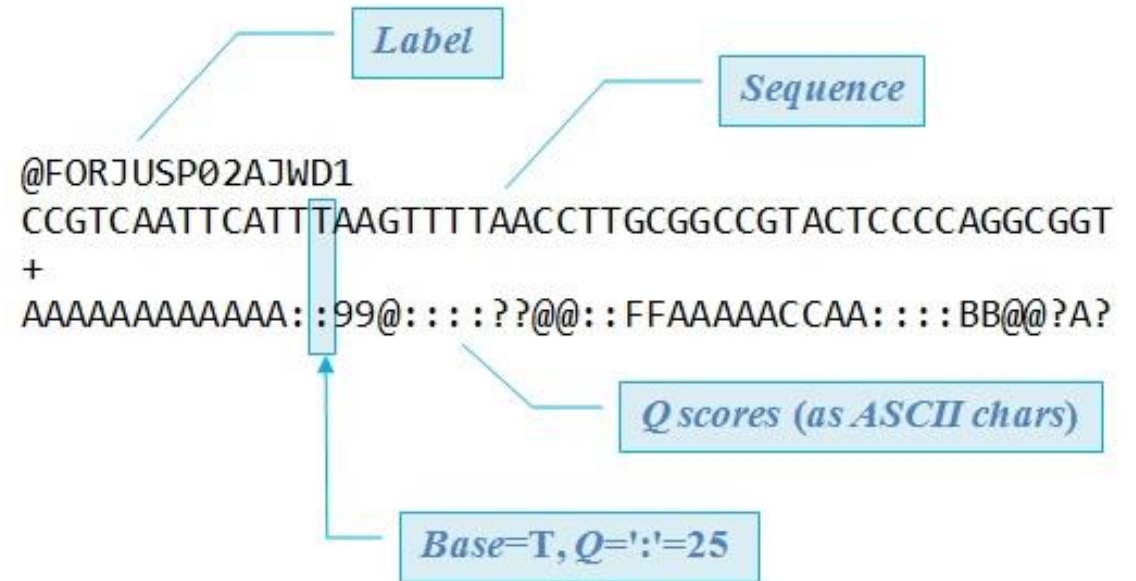 Label
Sequence
@FORJUSP02AJWD1
CCGTCAATTCATTTAAGTTTTAACCTTGCGGCCGTACTCCCCAGGCGGT
+
AAAAAAAAAAAA::99@::::??@@::FFAAAAACCAA::::BB@@?A?
Q scores (as ASCII chars)
Base=T, Q=':'=25